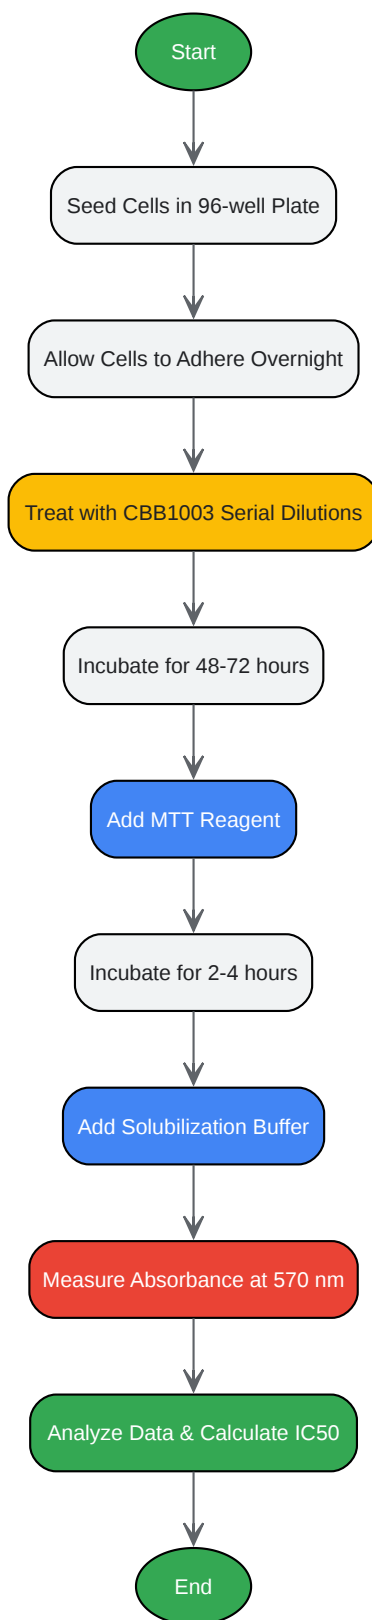 Start
Seed Cells in 96-well Plate
Allow Cells to Adhere Overnight
Treat with CBB1003 Serial Dilutions
Incubate for 48-72 hours
Add MTT Reagent
Incubate for 2-4 hours
Add Solubilization Buffer
Measure Absorbance at 570 nm
Analyze Data & Calculate IC50
End